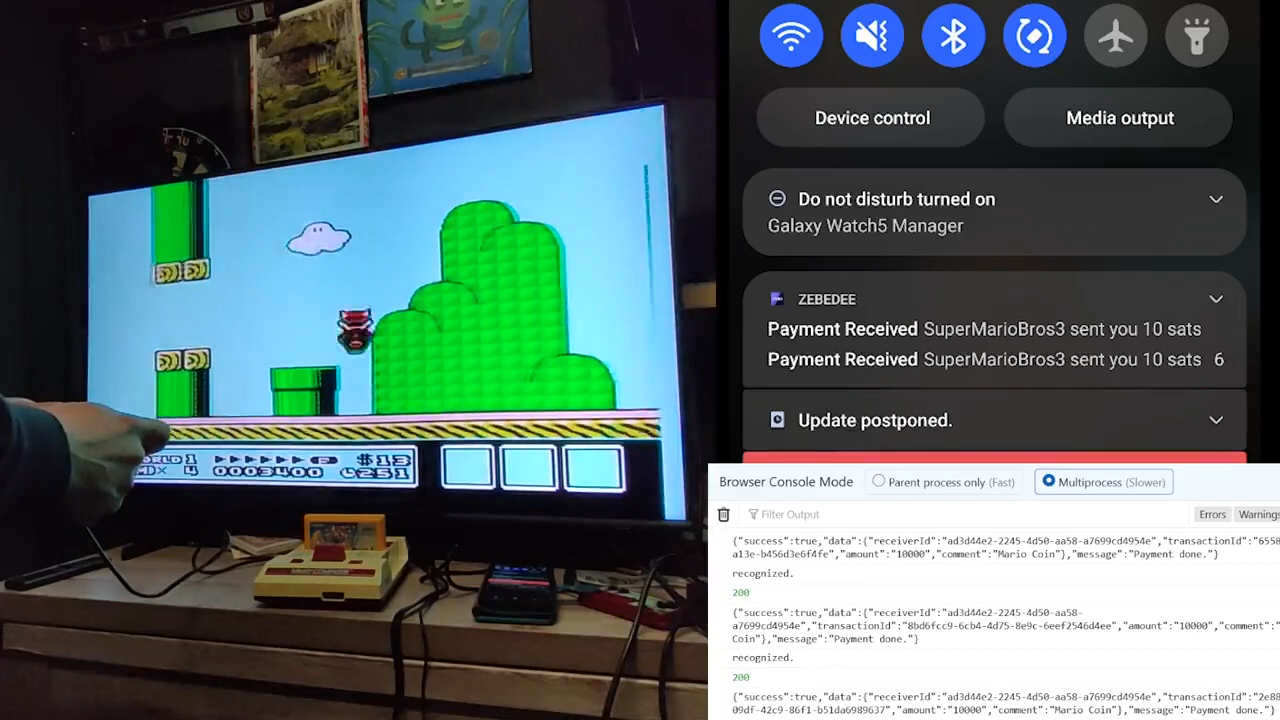 Device control
Media output
Do not disturb turned on
Galaxy Watch5 Manager
ZEBEDEE
Payment Received SuperMarioBros3 sent you 10 sats
Payment Received SuperMarioBros3 sent you 10 sats 6
Update postponed.
WORLD 1
$13
4 0003400 251
Browser Console Mode
Parent process only (Fast)
Multiprocess (Slower)
Filter Output
Errors
Warnings
{"success":true,"data":{"receiverId":"ad3d44e2-2245-4d50-aa58-a7699cd4954e","transactionId":"6558
a13e-b456d3e6f4fe","amount":"10000","comment":"Mario Coin"},"message":"Payment done."}
recognized.
200
{"success":true,"data":{"receiverId":"ad3d44e2-2245-4d50-aa58-
a7699cd4954e","transactionId":"8bd6fcc9-6cb4-4d75-8e9c-6eef2546d4ee","amount":"10000","comment":"
Coin"},"message":"Payment done."}
recognized.
200
{"success":true,"data":{"receiverId":"ad3d44e2-2245-4d50-aa58-a7699cd4954e","transactionId":"2e88
09df-42c9-86f1-b51da6989637","amount":"10000","comment":"Mario Coin"},"message":"Payment done."}